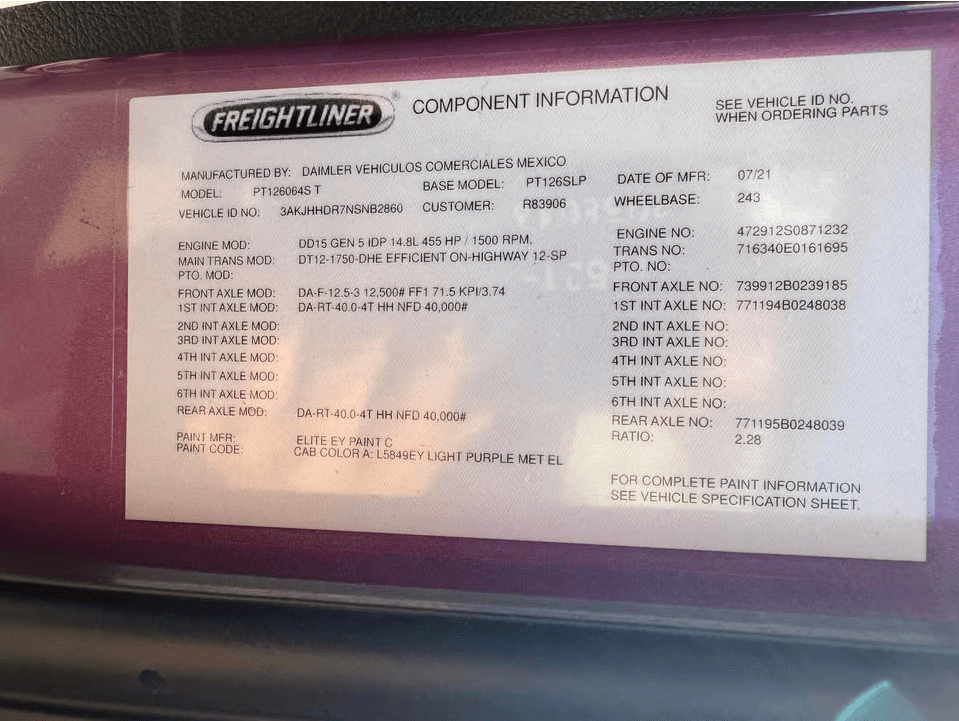 FREIGHTLINER ® COMPONENT INFORMATION
SEE VEHICLE ID NO.
WHEN ORDERING PARTS
MANUFACTURED BY: DAIMLER VEHICULOS COMERCIALES MEXICO
MODEL: PT126064S T BASE MODEL: PT126SLP DATE OF MFR: 07/21
VEHICLE ID NO: 3AKJHHDR7NSNB2860 CUSTOMER: R83906 WHEELBASE: 243
ENGINE MOD: DD15 GEN 5 IDP 14.8L 455 HP / 1500 RPM, ENGINE NO: 472912S0871232
MAIN TRANS MOD: DT12-1750-DHE EFFICIENT ON-HIGHWAY 12-SP TRANS NO: 716340E0161695
PTO. MOD: PTO. NO:
FRONT AXLE MOD: DA-F-12.5-3 12,500# FF1 71.5 KPI/3.74 FRONT AXLE NO: 739912B0239185
1ST INT AXLE MOD: DA-RT-40.0-4T HH NFD 40,000# 1ST INT AXLE NO: 771194B0248038
2ND INT AXLE MOD: 2ND INT AXLE NO:
3RD INT AXLE MOD: 3RD INT AXLE NO:
4TH INT AXLE MOD: 4TH INT AXLE NO:
5TH INT AXLE MOD: 5TH INT AXLE NO:
6TH INT AXLE MOD: 6TH INT AXLE NO:
REAR AXLE MOD: DA-RT-40.0-4T HH NFD 40,000# REAR AXLE NO: 771195B0248039
PAINT MFR: ELITE EY PAINT C RATIO: 2.28
PAINT CODE: CAB COLOR A: L5849EY LIGHT PURPLE MET EL
FOR COMPLETE PAINT INFORMATION
SEE VEHICLE SPECIFICATION SHEET.